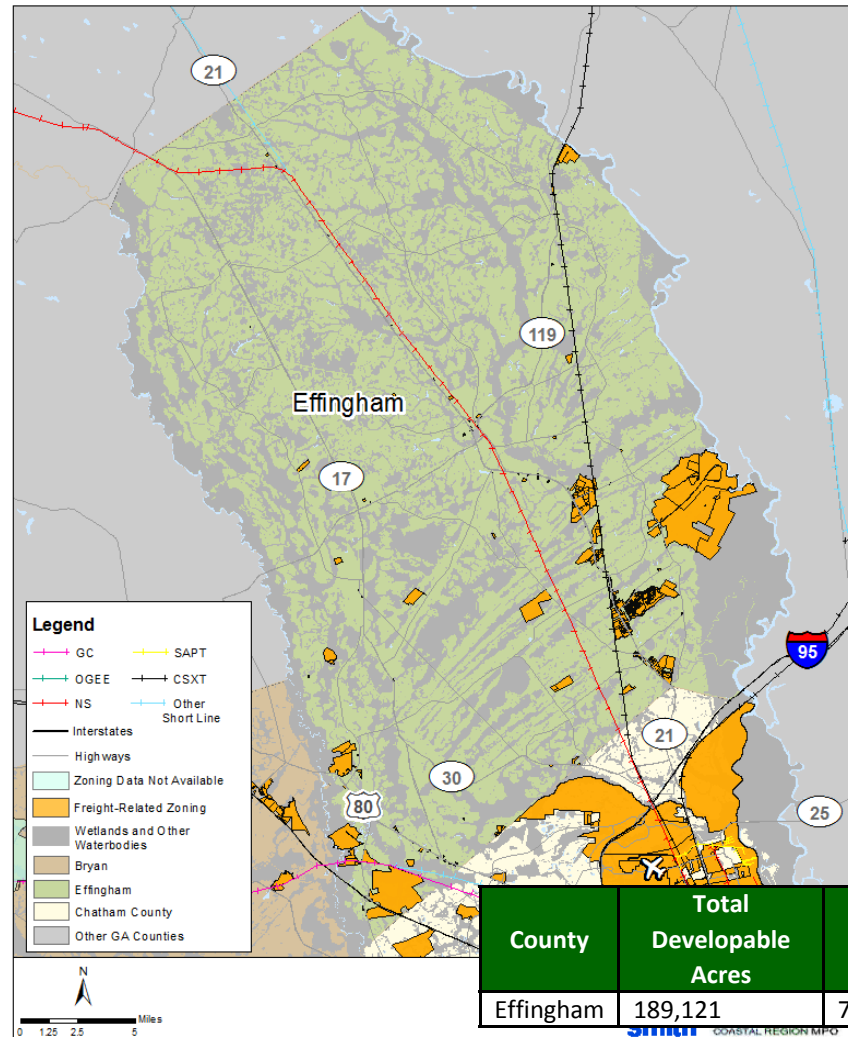 21
119
Effingham
17
95
21
30
80
25
Legend
GC
SAPT
OGEE
CSXT
NS
Other
Short Line
Interstates
Highways
Zoning Data Not Available
Freight-Related Zoning
Wetlands and Other
Waterbodies
Bryan
Effingham
Chatham County
Other GA Counties
County
Total
Developable
Acres
Effingham
189,121
7
N
Miles
0 1.25 2.5 5
COASTAL REGION MPO